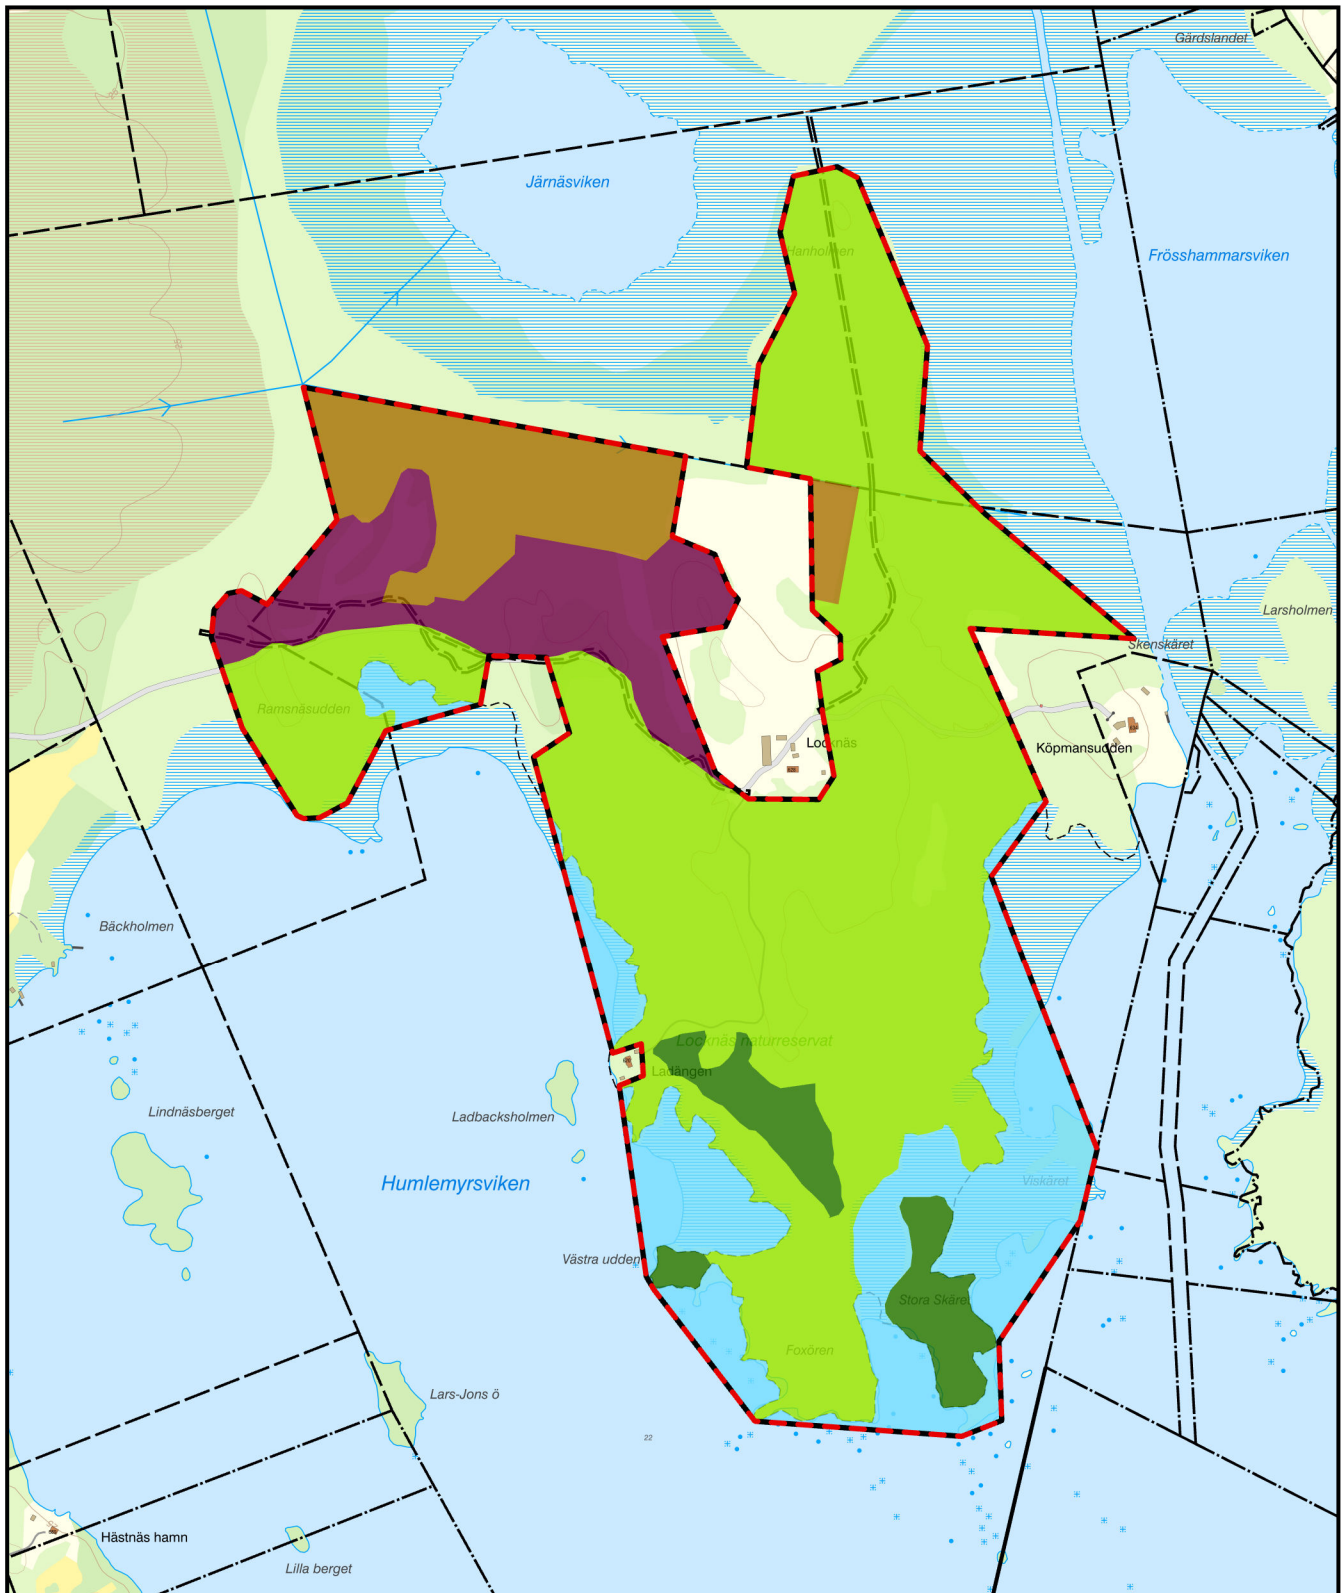 Gärdslandet
Järnäsviken
Hanholmen
Frösshammarsviken
Larsholmen
Skenskäret
Ramsnäsudden
Locknäs
Köpmansudden
Bäckholmen
Locknäs naturreservat
Ladängen
Lindnäsberget
Ladbacksholmen
Humlemyrsviken
Viskäret
Västra udden
Stora Skäret
Foxören
Lars-Jons ö
22
Hästnäs hamn
Lilla berget